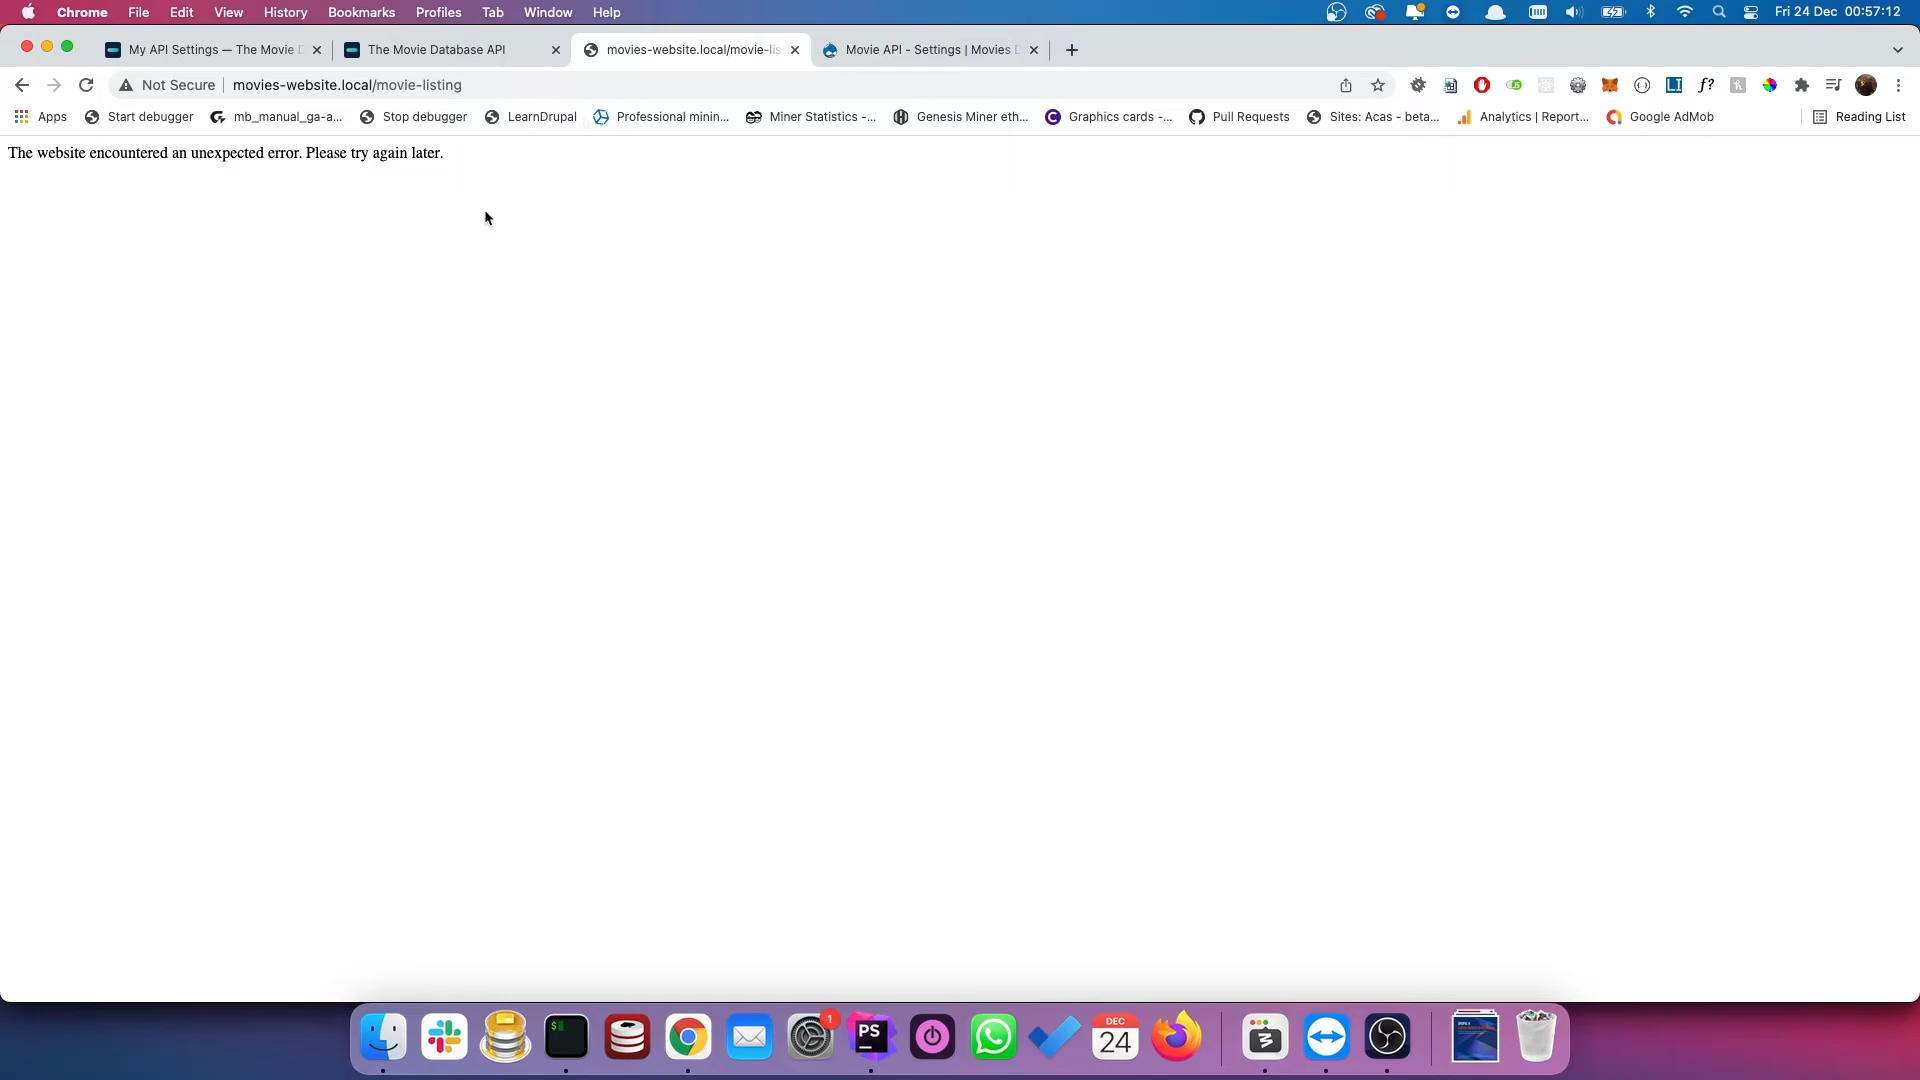 Chrome File Edit View History Bookmarks Profiles Tab Window Help Fri 24 Dec 00:57:12
My API Settings — The Movie D The Movie Database API movies-website.local/movie-lis Movie API - Settings | Movies D
Not Secure movies-website.local/movie-listing
Apps Start debugger mb_manual_ga-a... Stop debugger LearnDrupal Professional minin... Miner Statistics -... Genesis Miner eth... Graphics cards -... Pull Requests Sites: Acas - beta... Analytics | Report... Google AdMob Reading List
The website encountered an unexpected error. Please try again later.
1
$ PS DEC
24